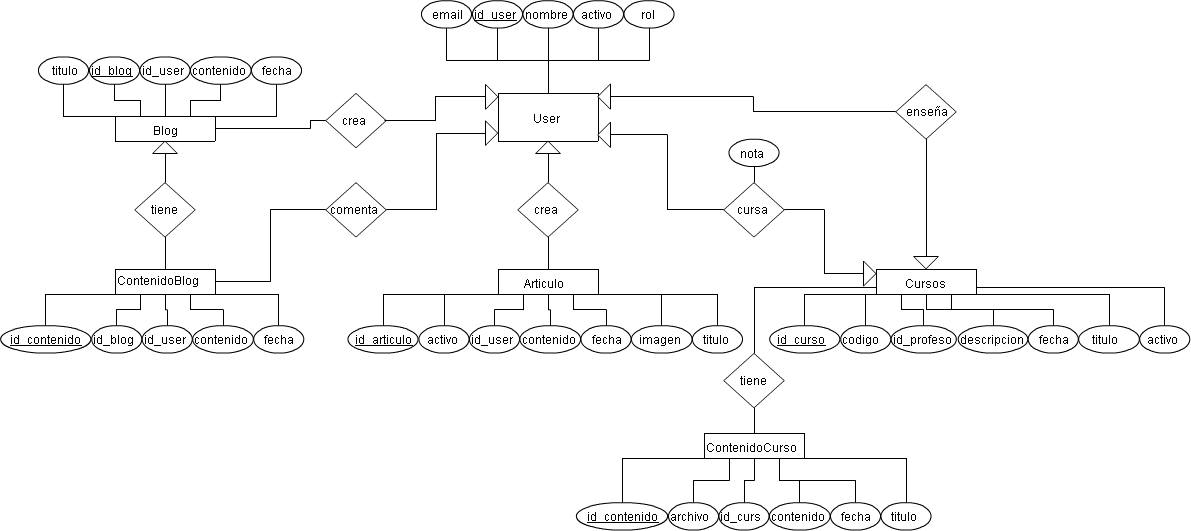 email id_user nombre activo rol
titulo id_blog id_user contenido fecha
Blog
crea
User
enseña
nota
tiene
comenta
crea
cursa
ContenidoBlog
Articulo
Cursos
id_contenido id_blog id_user contenido fecha
id_articulo activo id_user contenido fecha imagen titulo
id_curso codigo id_profeso descripcion fecha titulo activo
tiene
ContenidoCurso
id_contenido archivo id_curs contenido fecha titulo